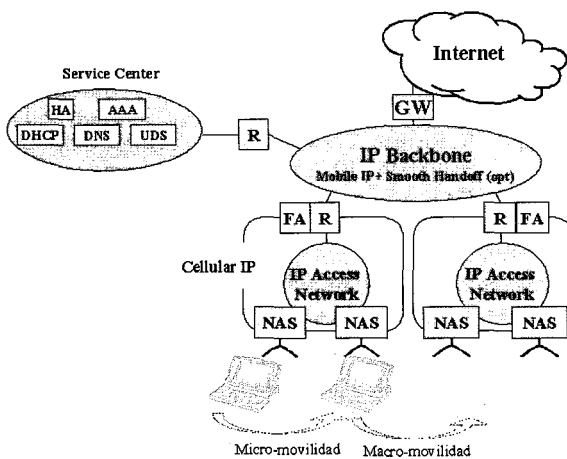 Internet
Service Center
HA
AAA
DHCP
DNS
UDS
R
GW
IP Backbone
Mobile IP+ Smooth Handoff (opt)
FA
R
R
FA
Cellular IP
IP Access
Network
IP Access
Network
NAS
NAS
NAS
NAS
Micro-movilidad
Macro-movilidad